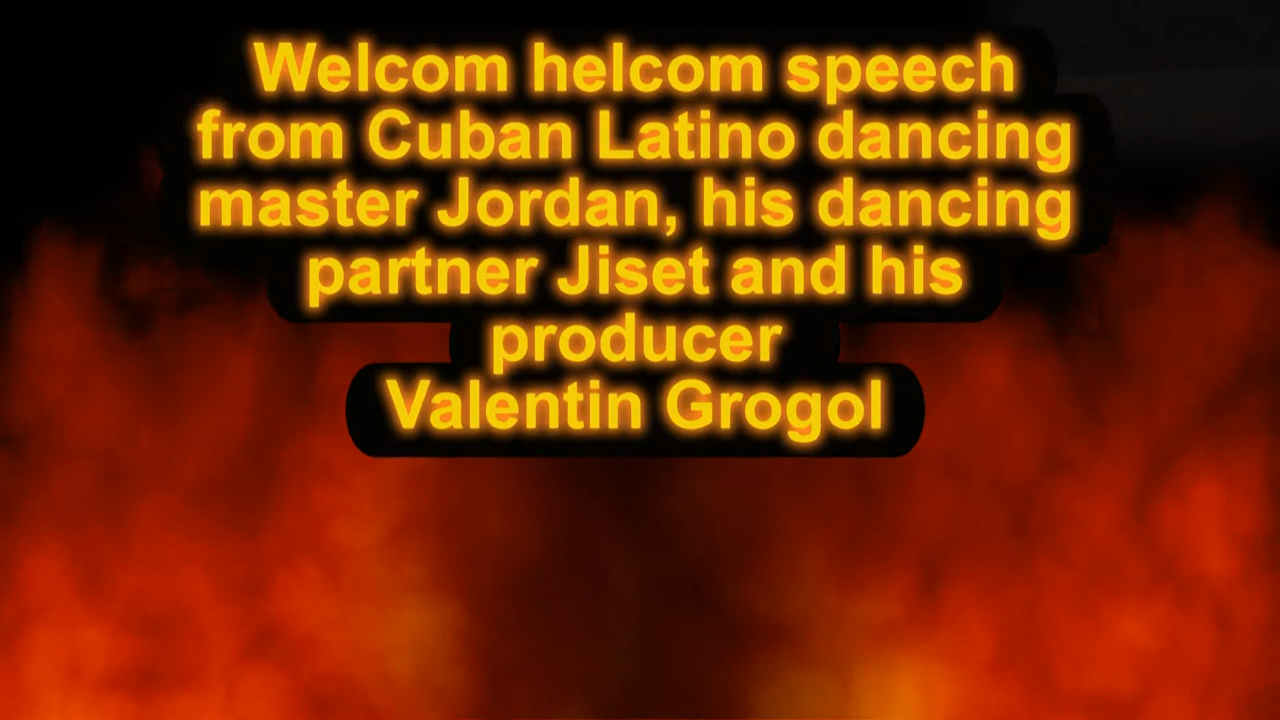 Welcom helcom speech
from Cuban Latino dancing
master Jordan, his dancing
partner Jiset and his
producer
Valentin Grogol